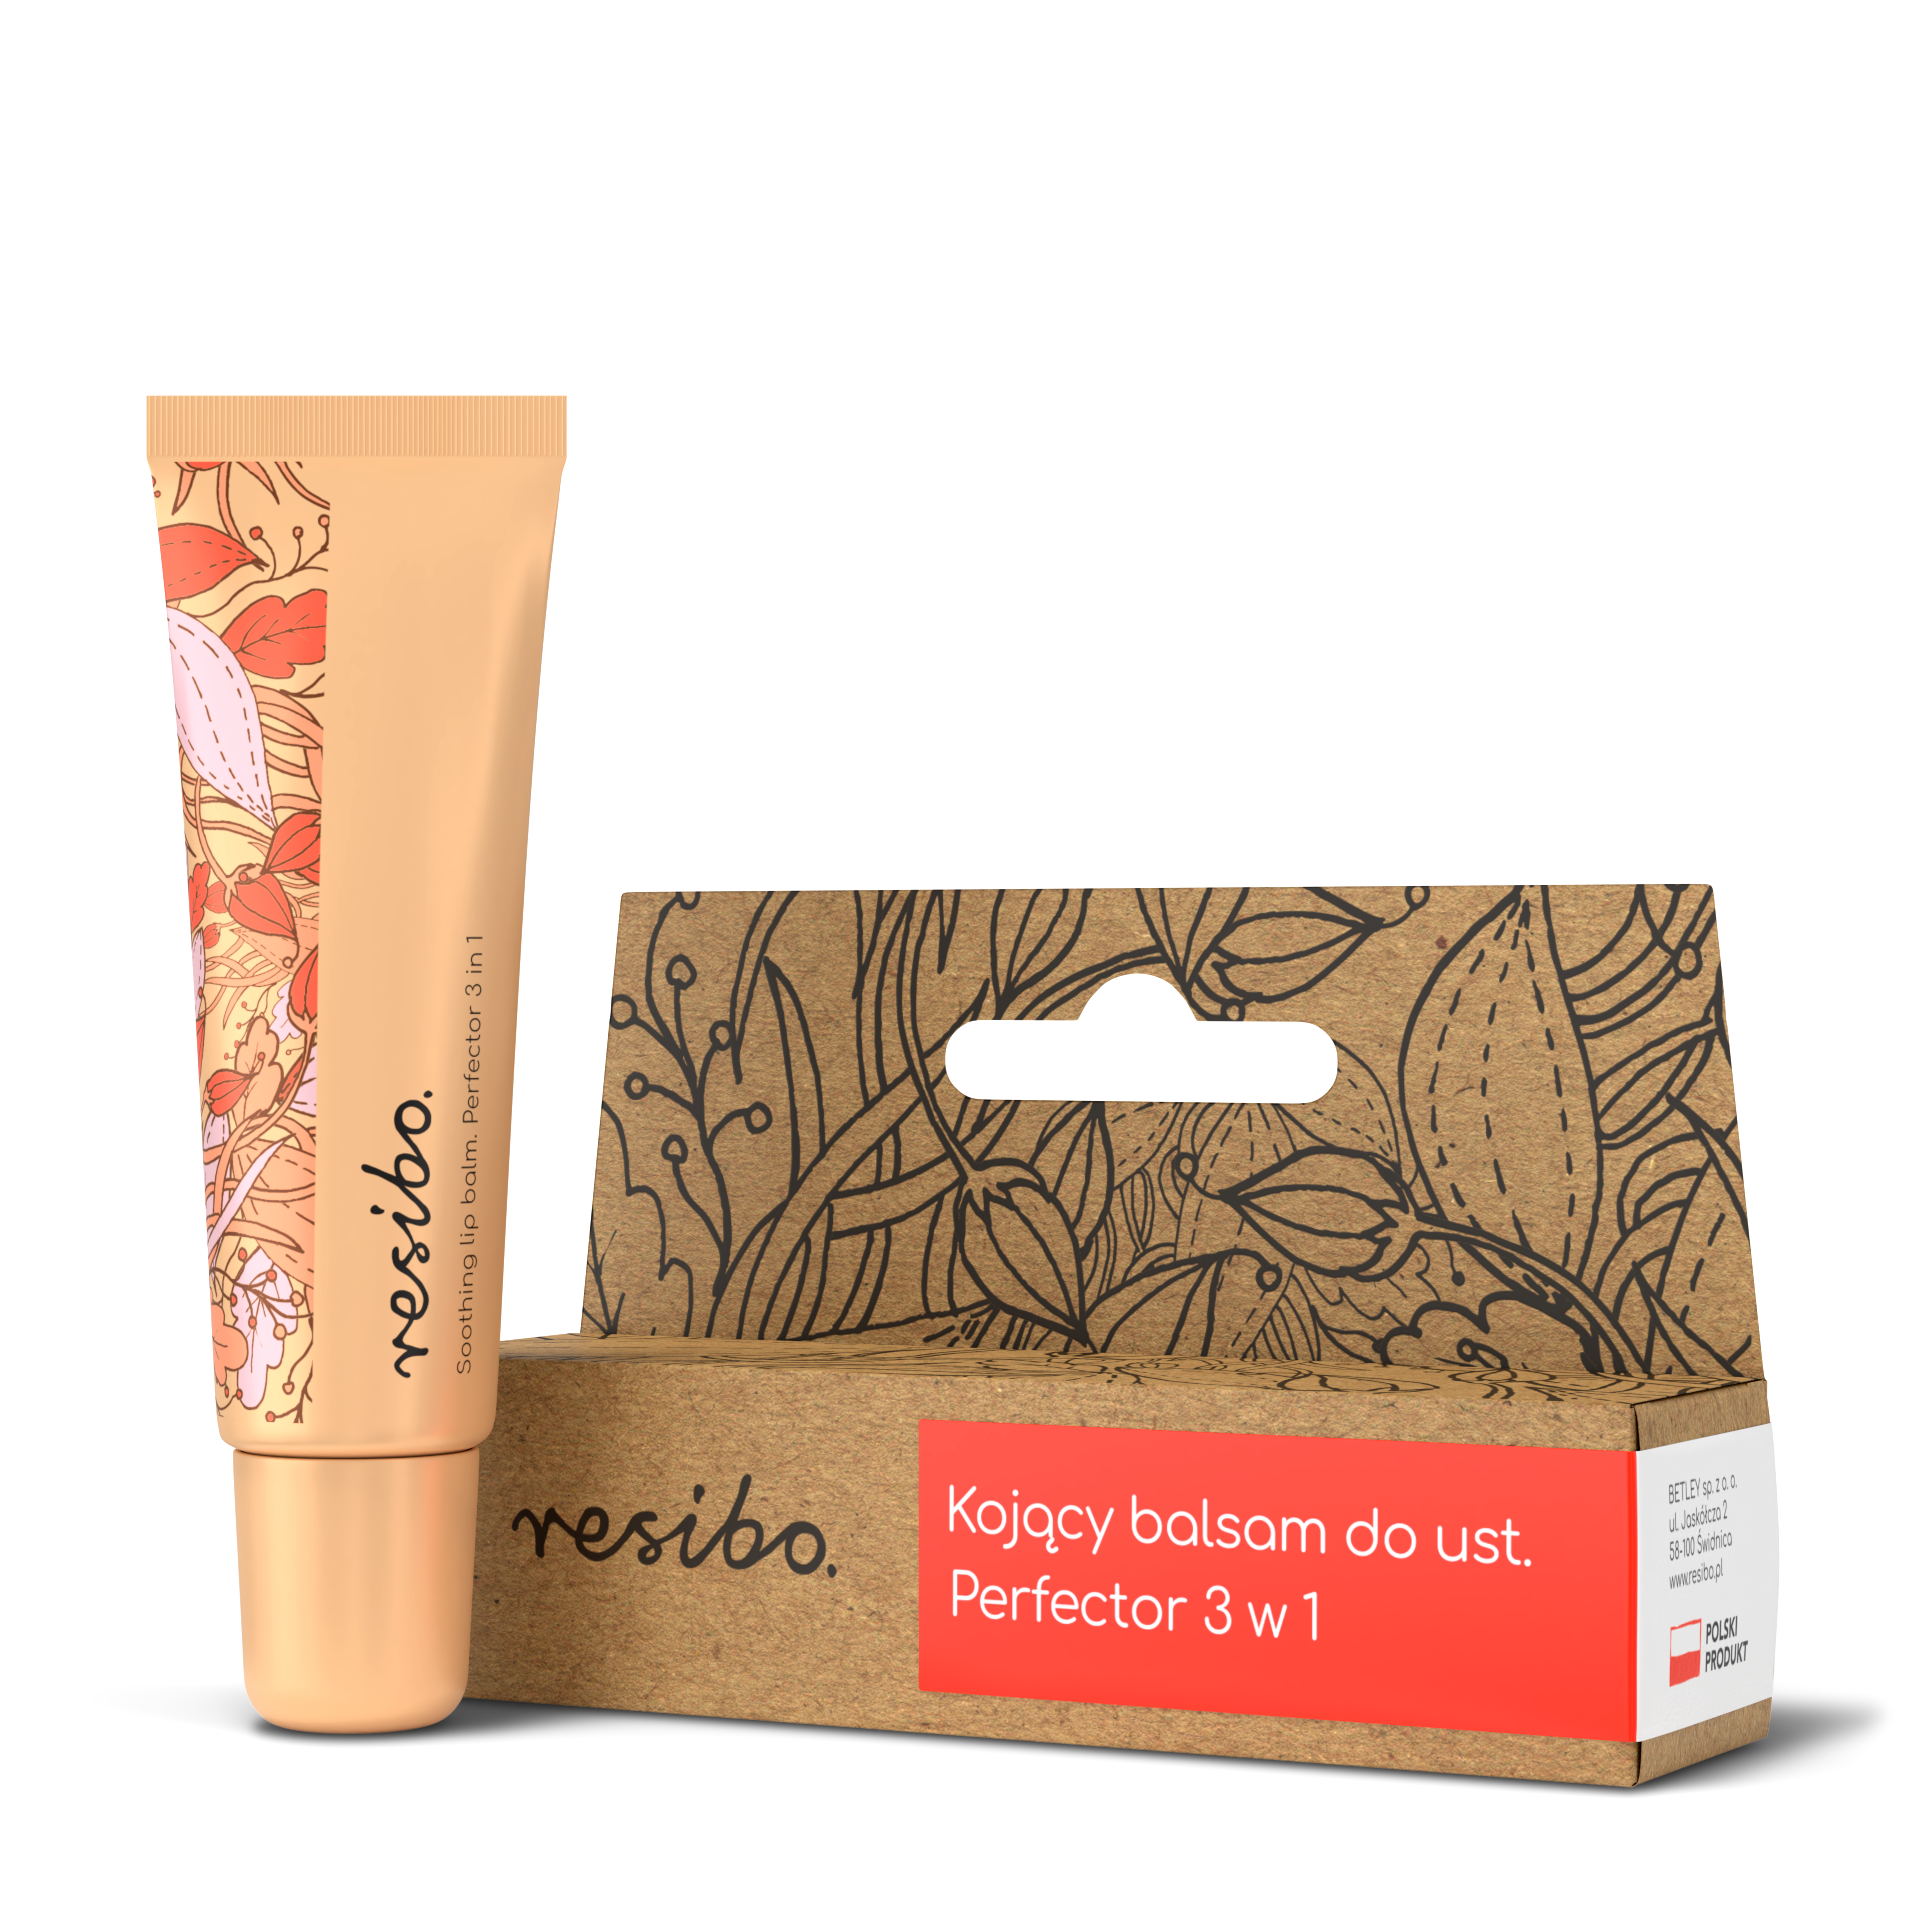 resibo.
Soothing lip balm. Perfector 3 in 1
resibo.
Kojący balsam do ust.
Perfector 3 w 1
BETLEY sp. z o. o.
ul. Jaskółcza 2
58-100 Świdnica
www.resibo.pl
POLSKI
PRODUKT